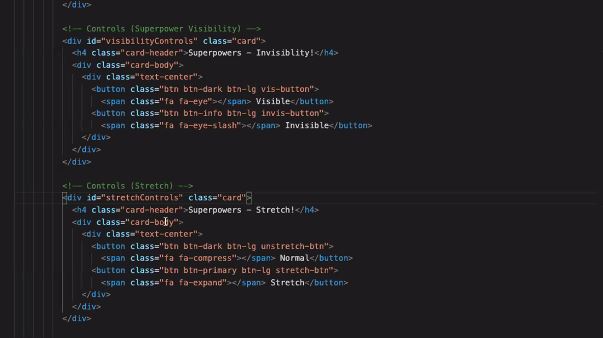 </div>
<!-- Controls (Superpower Visibility) -->
<div id="visibilityControls" class="card">
<h4 class="card-header">Superpowers - Invisiblity!</h4>
<div class="card-body">
<div class="text-center">
<button class="btn btn-dark btn-lg vis-button">
<span class="fa fa-eye"></span> Visible</button>
<button class="btn btn-info btn-lg invis-button">
<span class="fa fa-eye-slash"></span> Invisible</button>
</div>
</div>
</div>
<!-- Controls (Stretch) -->
<div id="stretchControls" class="card">
<h4 class="card-header">Superpowers - Stretch!</h4>
<div class="card-body">
<div class="text-center">
<button class="btn btn-dark btn-lg unstretch-btn">
<span class="fa fa-compress"></span> Normal</button>
<button class="btn btn-primary btn-lg stretch-btn">
<span class="fa fa-expand"></span> Stretch</button>
</div>
</div>
</div>